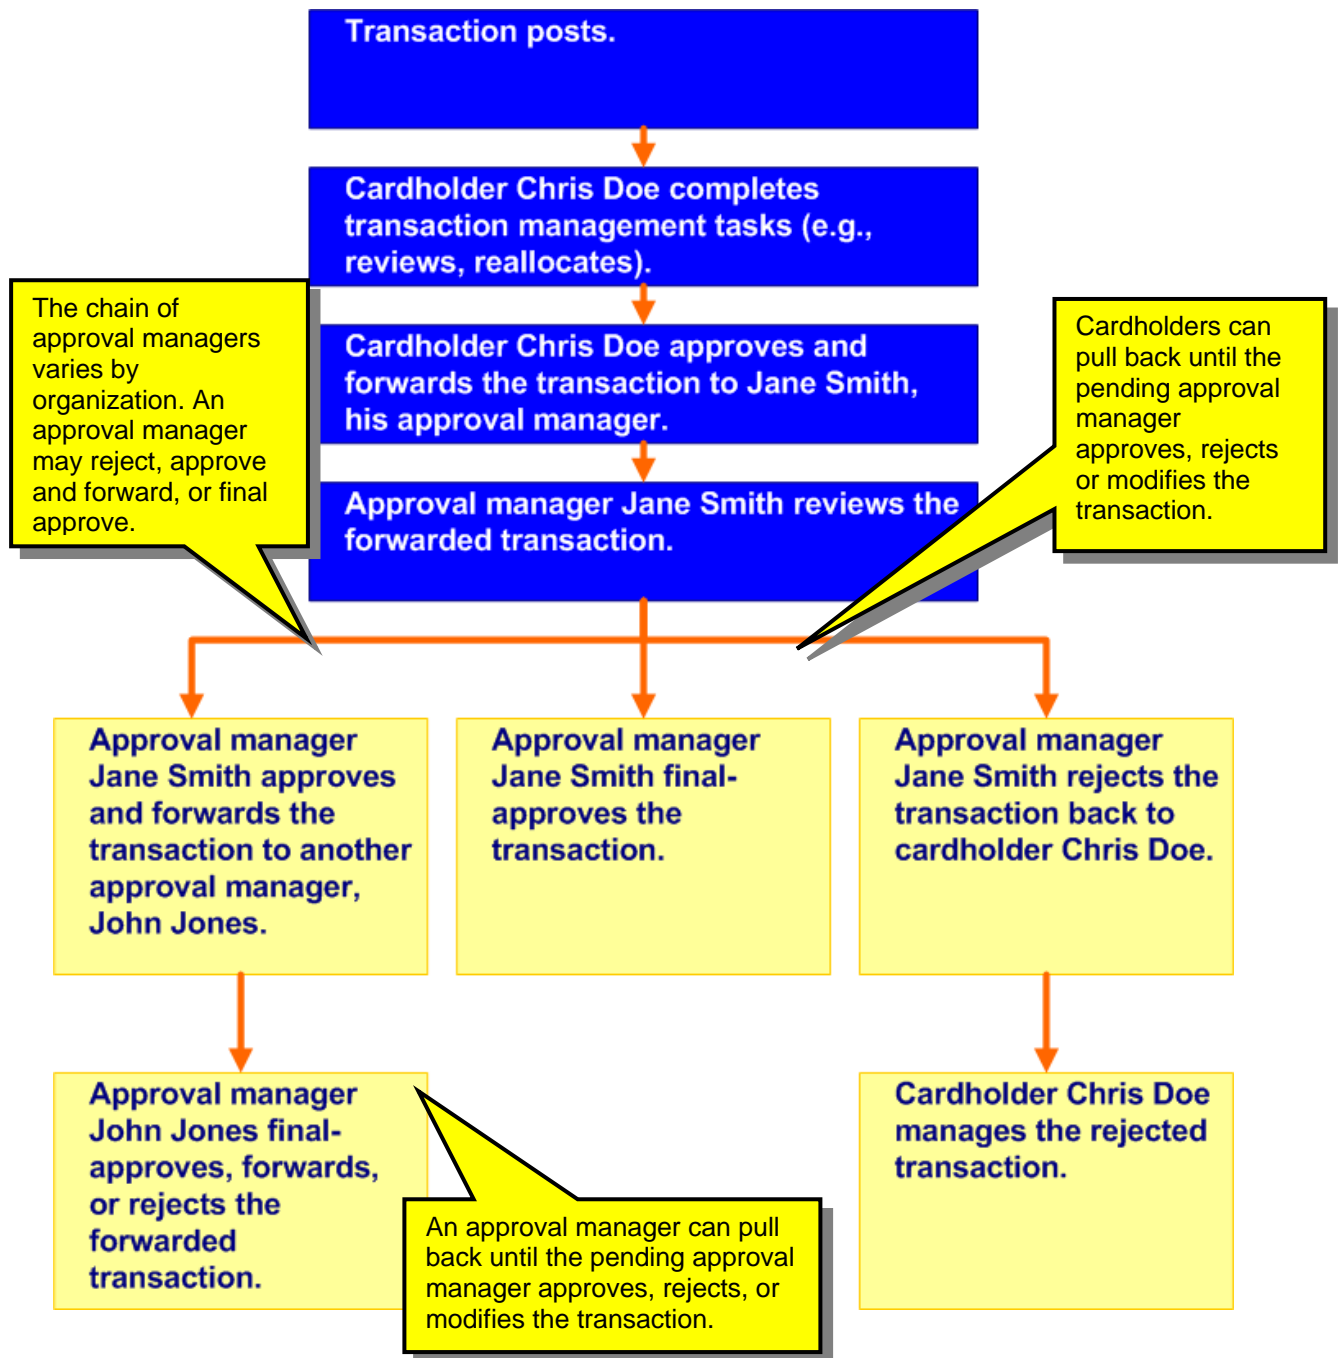 Transaction posts.
Cardholder Chris Doe completes
transaction management tasks (e.g.,
reviews, reallocates).
The chain of
approval managers
varies by
organization. An
approval manager
may reject, approve
and forward, or final
approve.
Cardholder Chris Doe approves and
forwards the transaction to Jane Smith,
his approval manager.
Cardholders can
pull back until the
pending approval
manager
approves, rejects
or modifies the
transaction.
Approval manager Jane Smith reviews the
forwarded transaction.
Approval manager
Jane Smith approves
and forwards the
transaction to another
approval manager,
John Jones.
Approval manager
Jane Smith final-
approves the
transaction.
Approval manager
Jane Smith rejects the
transaction back to
cardholder Chris Doe.
Approval manager
John Jones final-
approves, forwards,
or rejects the
forwarded
transaction.
An approval manager can pull
back until the pending approval
manager approves, rejects, or
modifies the transaction.
Cardholder Chris Doe
manages the rejected
transaction.